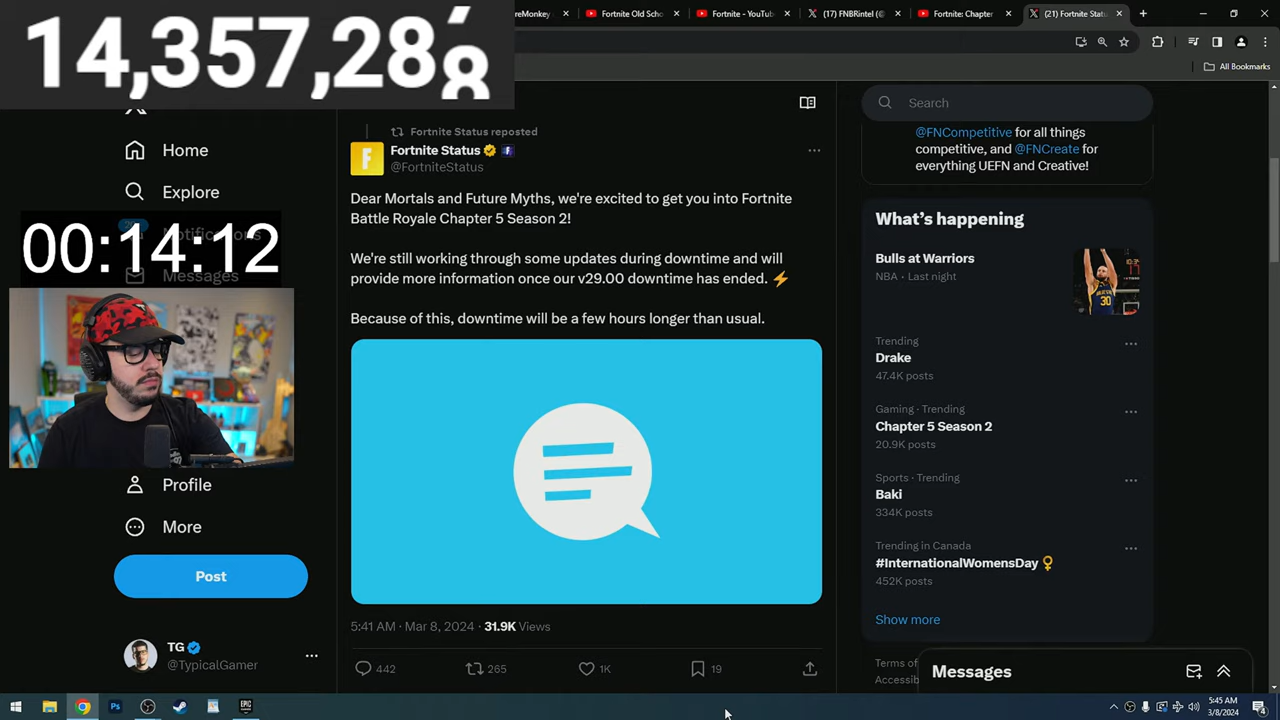 14,357,28
reMonkey
Fortnite Old Scho
Fortnite - YouTub
(17) FNBRintel (@
Fortnite: Chapter
(21) Fortnite Statu
All Bookmarks
00:14:12
Home
Explore
Notifications
Messages
Profile
More
Post
TG
@TypicalGamer
Fortnite Status reposted
Fortnite Status
@FortniteStatus
Dear Mortals and Future Myths, we're excited to get you into Fortnite
Battle Royale Chapter 5 Season 2!
We're still working through some updates during downtime and will
provide more information once our v29.00 downtime has ended. ⚡
Because of this, downtime will be a few hours longer than usual.
5:41 AM · Mar 8, 2024 · 31.9K Views
442
265
1K
19
Search
@FNCompetitive for all things
competitive, and @FNCreate for
everything UEFN and Creative!
What's happening
Bulls at Warriors
NBA · Last night
Trending
Drake
47.4K posts
Gaming · Trending
Chapter 5 Season 2
20.9K posts
Sports · Trending
Baki
334K posts
Trending in Canada
#InternationalWomensDay
452K posts
Show more
Terms of
Accessib
Messages
5:45 AM
3/8/2024